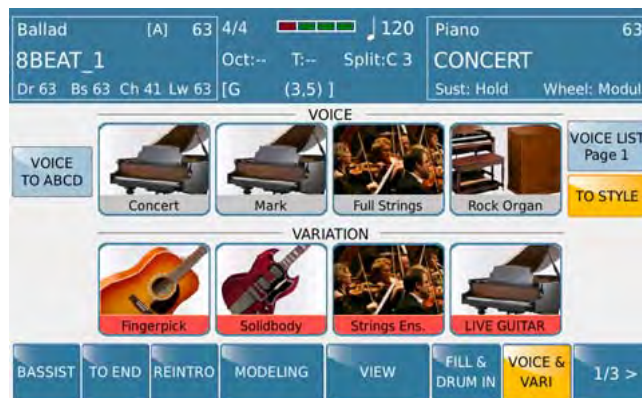 Ballad [A] 63 4/4 120 Piano 63
8BEAT_1 Oct:-- T:-- Split:C 3 CONCERT
Dr 63 Bs 63 Ch 41 Lw 63 [G (3,5) ] Sust: Hold Wheel: Modul
VOICE
VOICE
TO ABCD
Concert Mark Full Strings Rock Organ
VOICE LIST
Page 1
TO STYLE
VARIATION
Fingerpick Solidbody Strings Ens. LIVE GUITAR
BASSIST TO END REINTRO MODELING VIEW
FILL &
DRUM IN
VOICE &
VARI
1/3 >